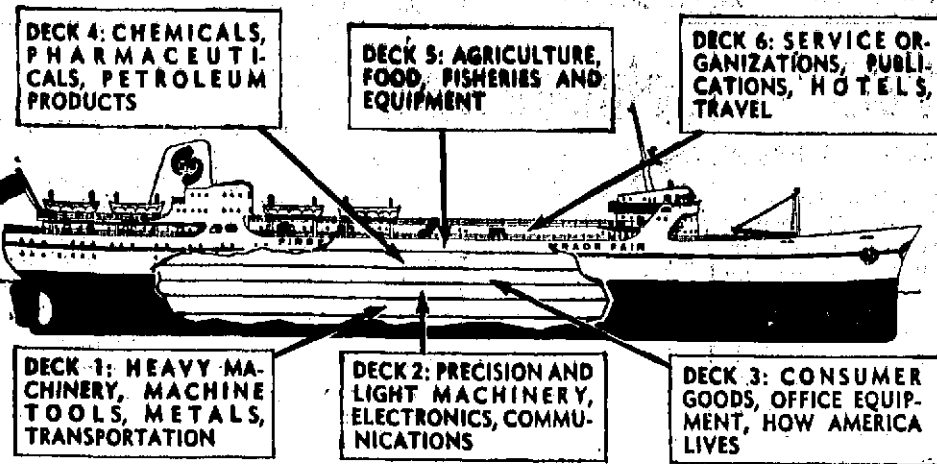 DECK 4: CHEMICALS,
PHARMACEUTI-
CALS, PETROLEUM
PRODUCTS
DECK 5: AGRICULTURE,
FOOD, FISHERIES AND
EQUIPMENT
DECK 6: SERVICE OR-
GANIZATIONS, PUBLI-
CATIONS, HOTELS,
TRAVEL
TRADE FAIR
DECK 1: HEAVY MA-
CHINERY, MACHINE
TOOLS, METALS,
TRANSPORTATION
DECK 2: PRECISION AND
LIGHT MACHINERY,
ELECTRONICS, COMMU-
NICATIONS
DECK 3: CONSUMER
GOODS, OFFICE EQUIP-
MENT, HOW AMERICA
LIVES